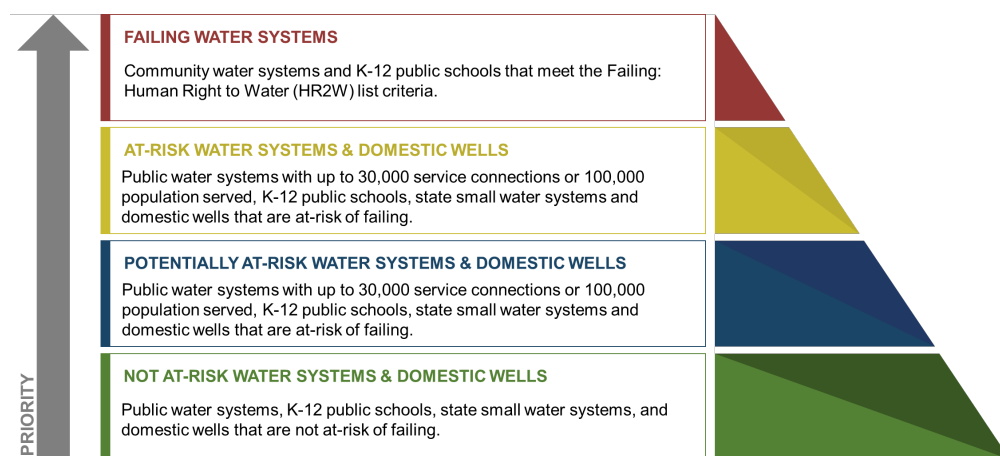 FAILING WATER SYSTEMS
Community water systems and K-12 public schools that meet the Failing:
Human Right to Water (HR2W) list criteria.
AT-RISK WATER SYSTEMS & DOMESTIC WELLS
Public water systems with up to 30,000 service connections or 100,000
population served, K-12 public schools, state small water systems and
domestic wells that are at-risk of failing.
POTENTIALLY AT-RISK WATER SYSTEMS & DOMESTIC WELLS
Public water systems with up to 30,000 service connections or 100,000
population served, K-12 public schools, state small water systems and
domestic wells that are at-risk of failing.
NOT AT-RISK WATER SYSTEMS & DOMESTIC WELLS
Public water systems, K-12 public schools, state small water systems, and
domestic wells that are not at-risk of failing.
PRIORITY